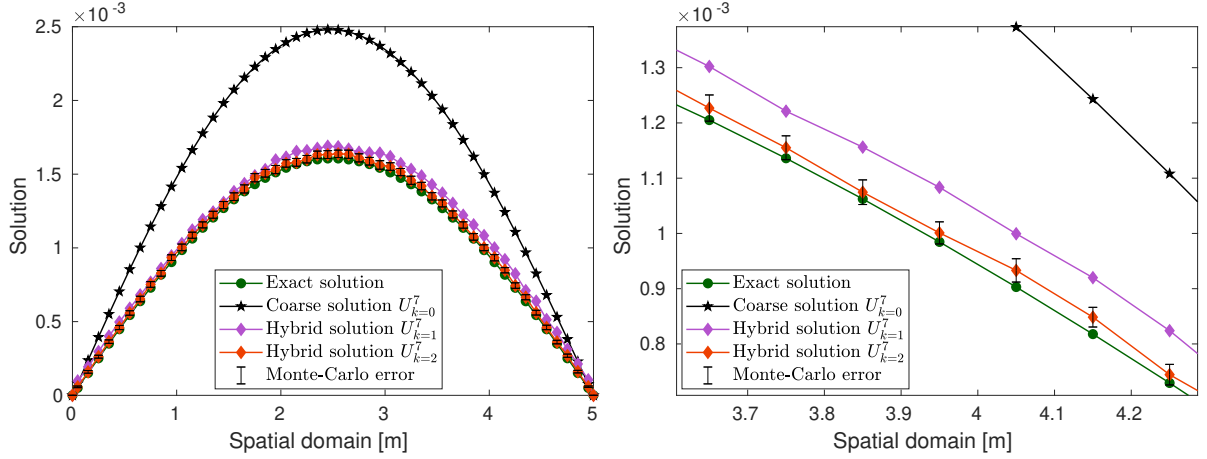 ×10⁻³
2.5
2
1.5
1
0.5
0
Solution
Exact solution
Coarse solution U⁷ₖ₌₀
Hybrid solution U⁷ₖ₌₁
Hybrid solution U⁷ₖ₌₂
Monte-Carlo error
0 1 2 3 4 5
Spatial domain [m]
×10⁻³
1.3
1.2
1.1
1
0.9
0.8
Solution
Exact solution
Coarse solution U⁷ₖ₌₀
Hybrid solution U⁷ₖ₌₁
Hybrid solution U⁷ₖ₌₂
Monte-Carlo error
3.7 3.8 3.9 4 4.1 4.2
Spatial domain [m]